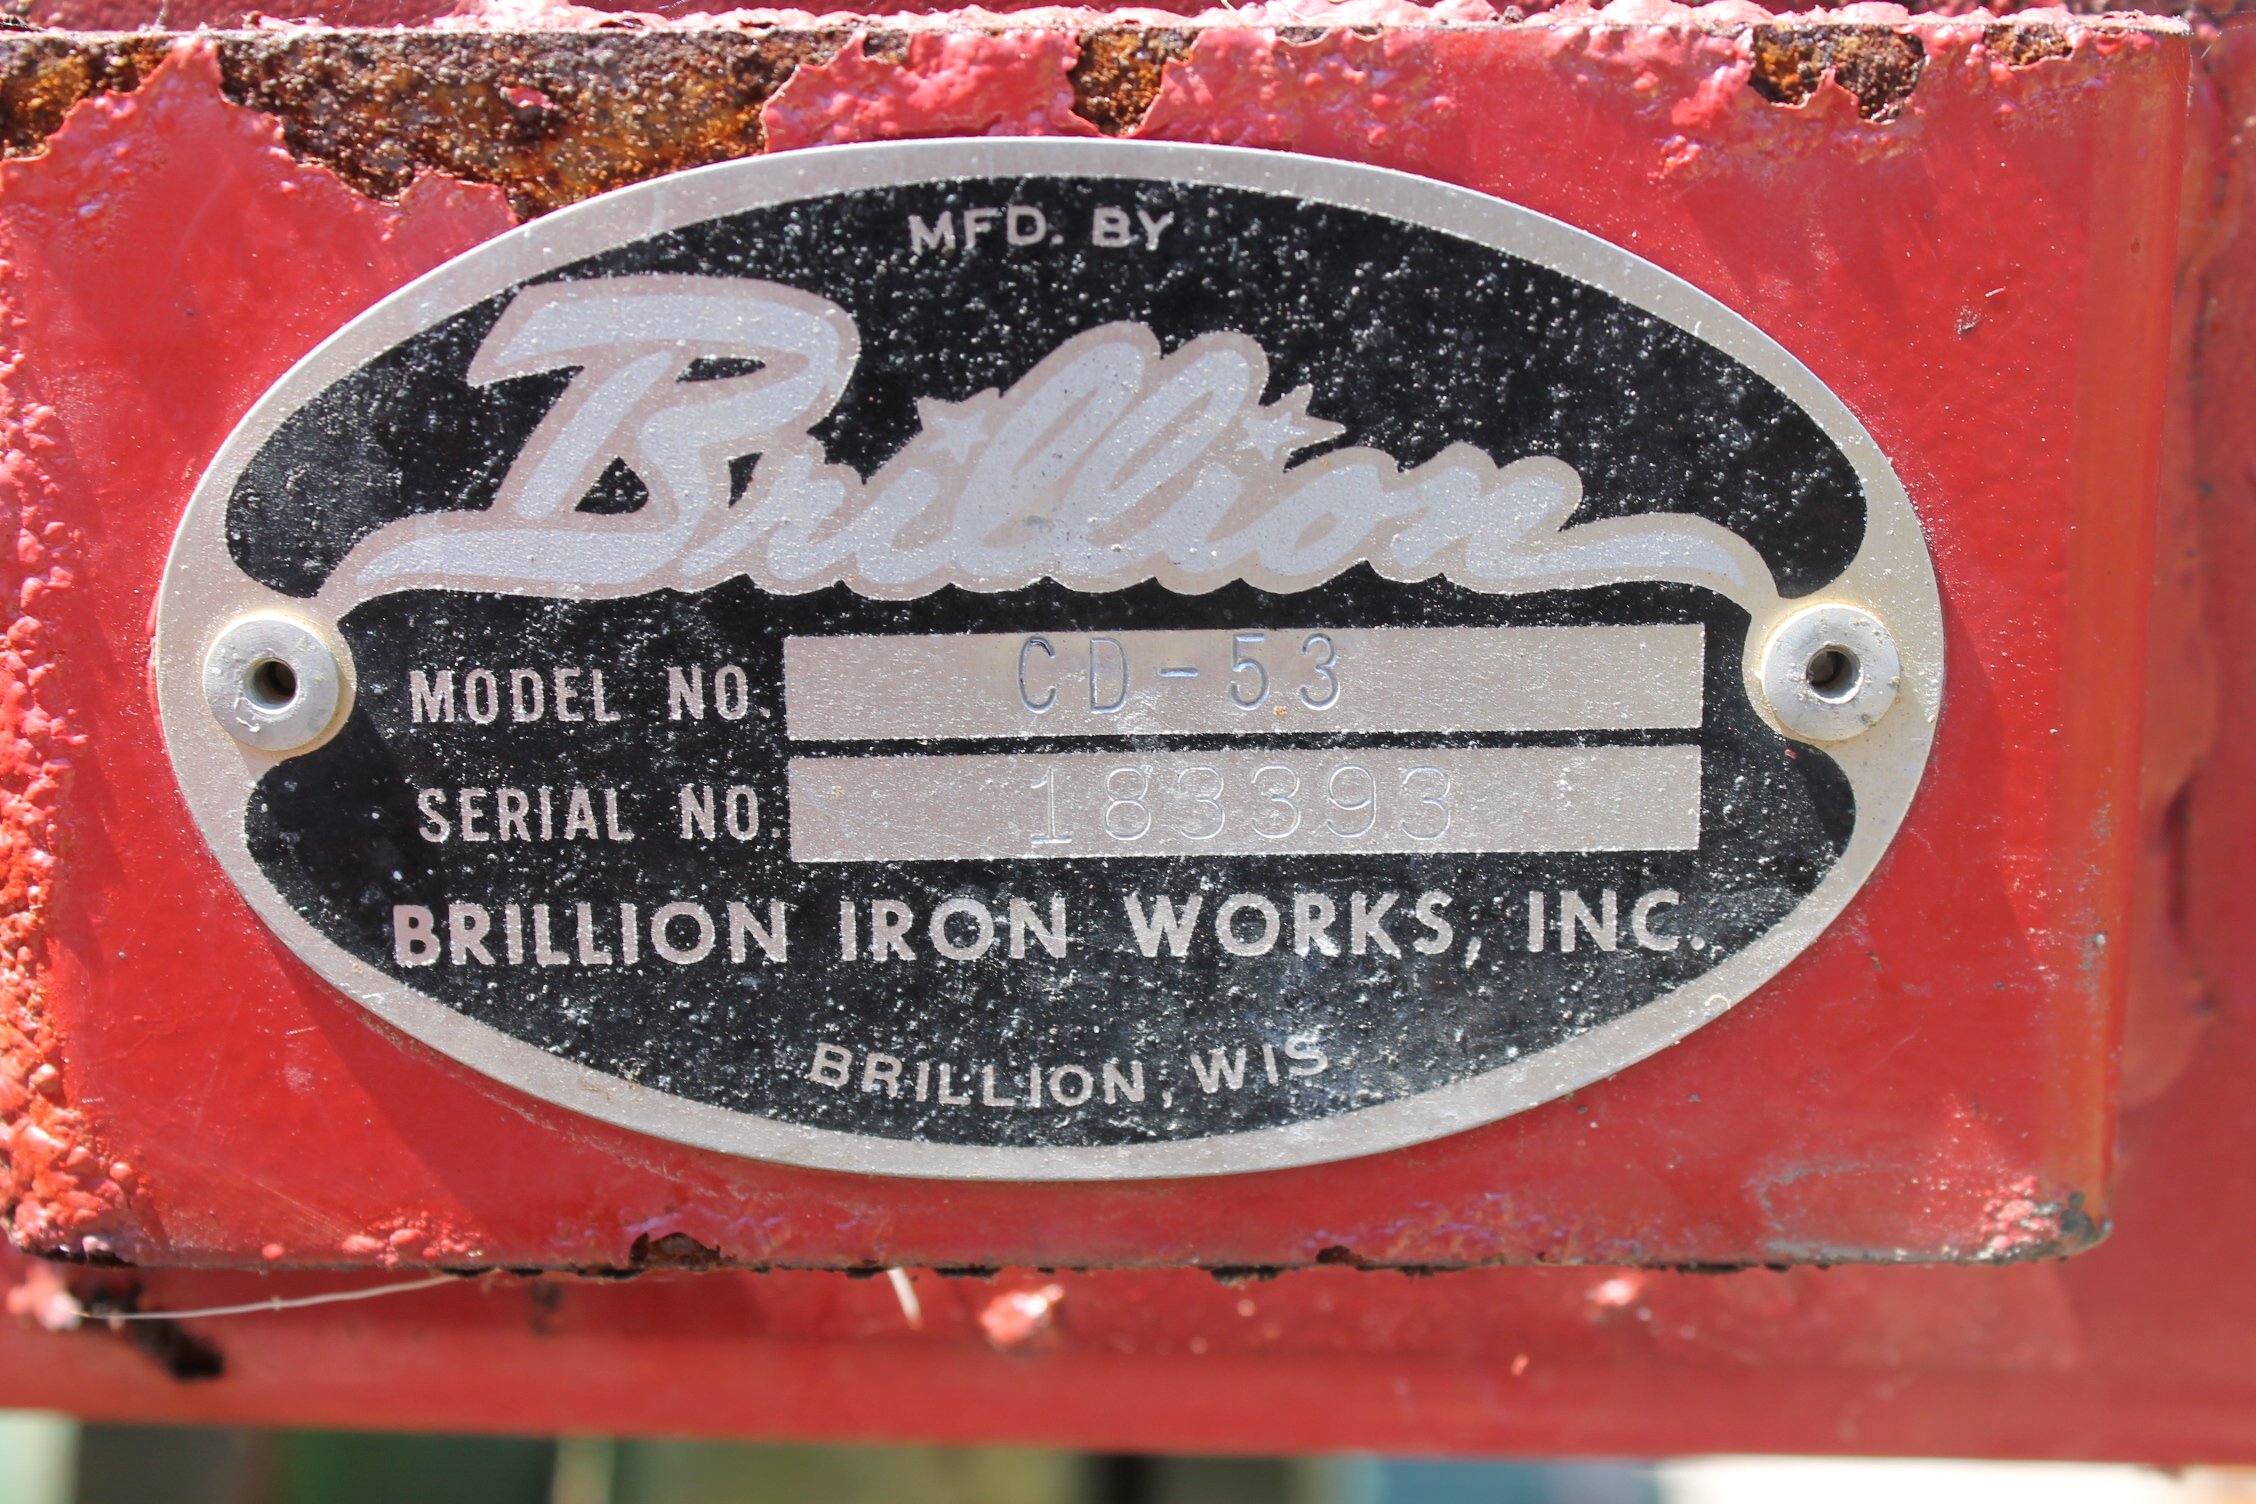 MFD. BY
Brillion
MODEL NO. CD-53
SERIAL NO. 183393
BRILLION IRON WORKS, INC.
BRILLION, WIS